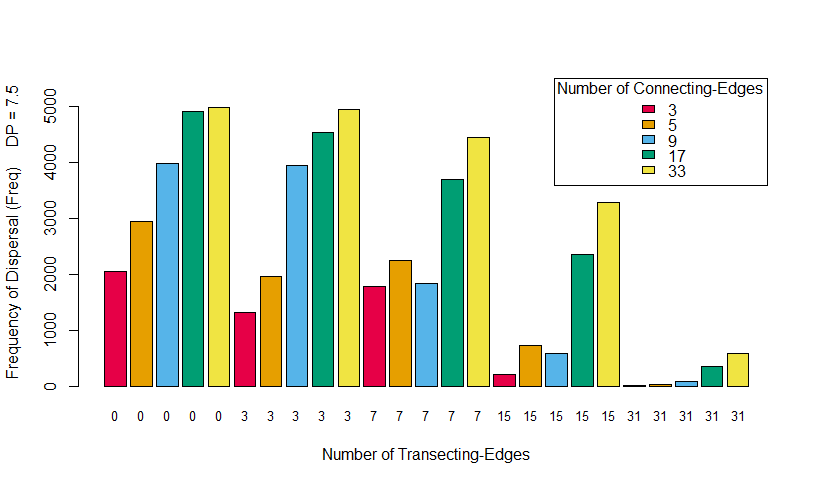 Frequency of Dispersal (Freq) DP = 7.5
5000
4000
3000
2000
1000
0
Number of Connecting-Edges
3
5
9
17
33
0 0 0 0 0 3 3 3 3 3 7 7 7 7 7 15 15 15 15 15 31 31 31 31 31
Number of Transecting-Edges